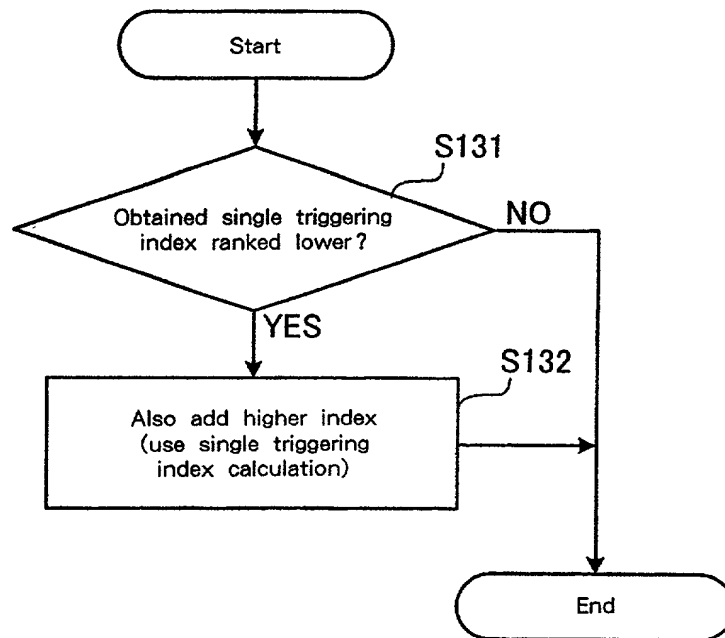 Start
S131
Obtained single triggering
index ranked lower?
NO
YES
S132
Also add higher index
(use single triggering
index calculation)
End